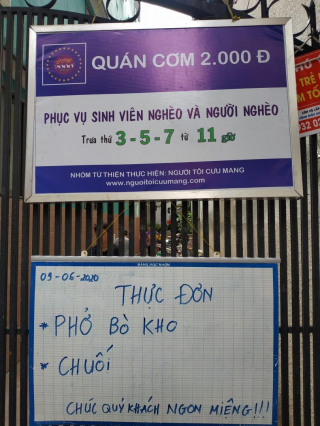 QUÁN CƠM 2.000 Đ
PHỤC VỤ SINH VIÊN NGHÈO VÀ NGƯỜI NGHÈO
Trưa thứ 3-5-7 từ 11 giờ
NHÓM TỪ THIỆN THỰC HIỆN: NGƯỜI TÔI CƯU MANG
www.nguoitoicuumang.com
09-06-2020
THỰC ĐƠN
* PHỞ BÒ KHO
* CHUỐI
CHÚC QUÝ KHÁCH NGON MIỆNG!!!